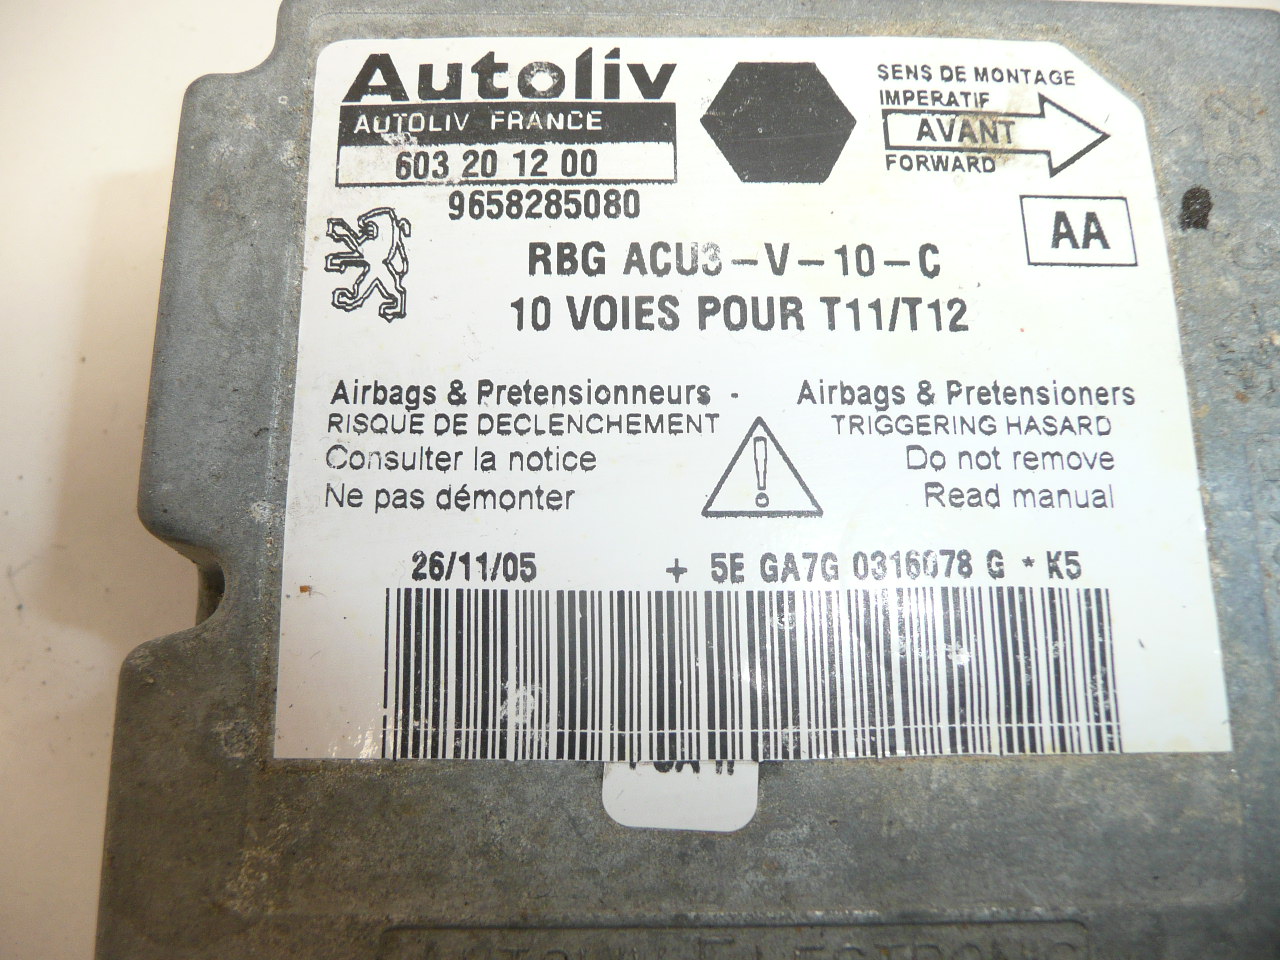 Autoliv
AUTOLIV FRANCE
603 20 12 00
9658285080
SENS DE MONTAGE
IMPERATIF
AVANT
FORWARD
AA
RBG ACU3-V-10-C
10 VOIES POUR T11/T12
Airbags & Pretensionneurs - Airbags & Pretensioners
RISQUE DE DECLENCHEMENT TRIGGERING HASARD
Consulter la notice Do not remove
Ne pas démonter Read manual
26/11/05 + 5E GA7G 0316078 G * K5